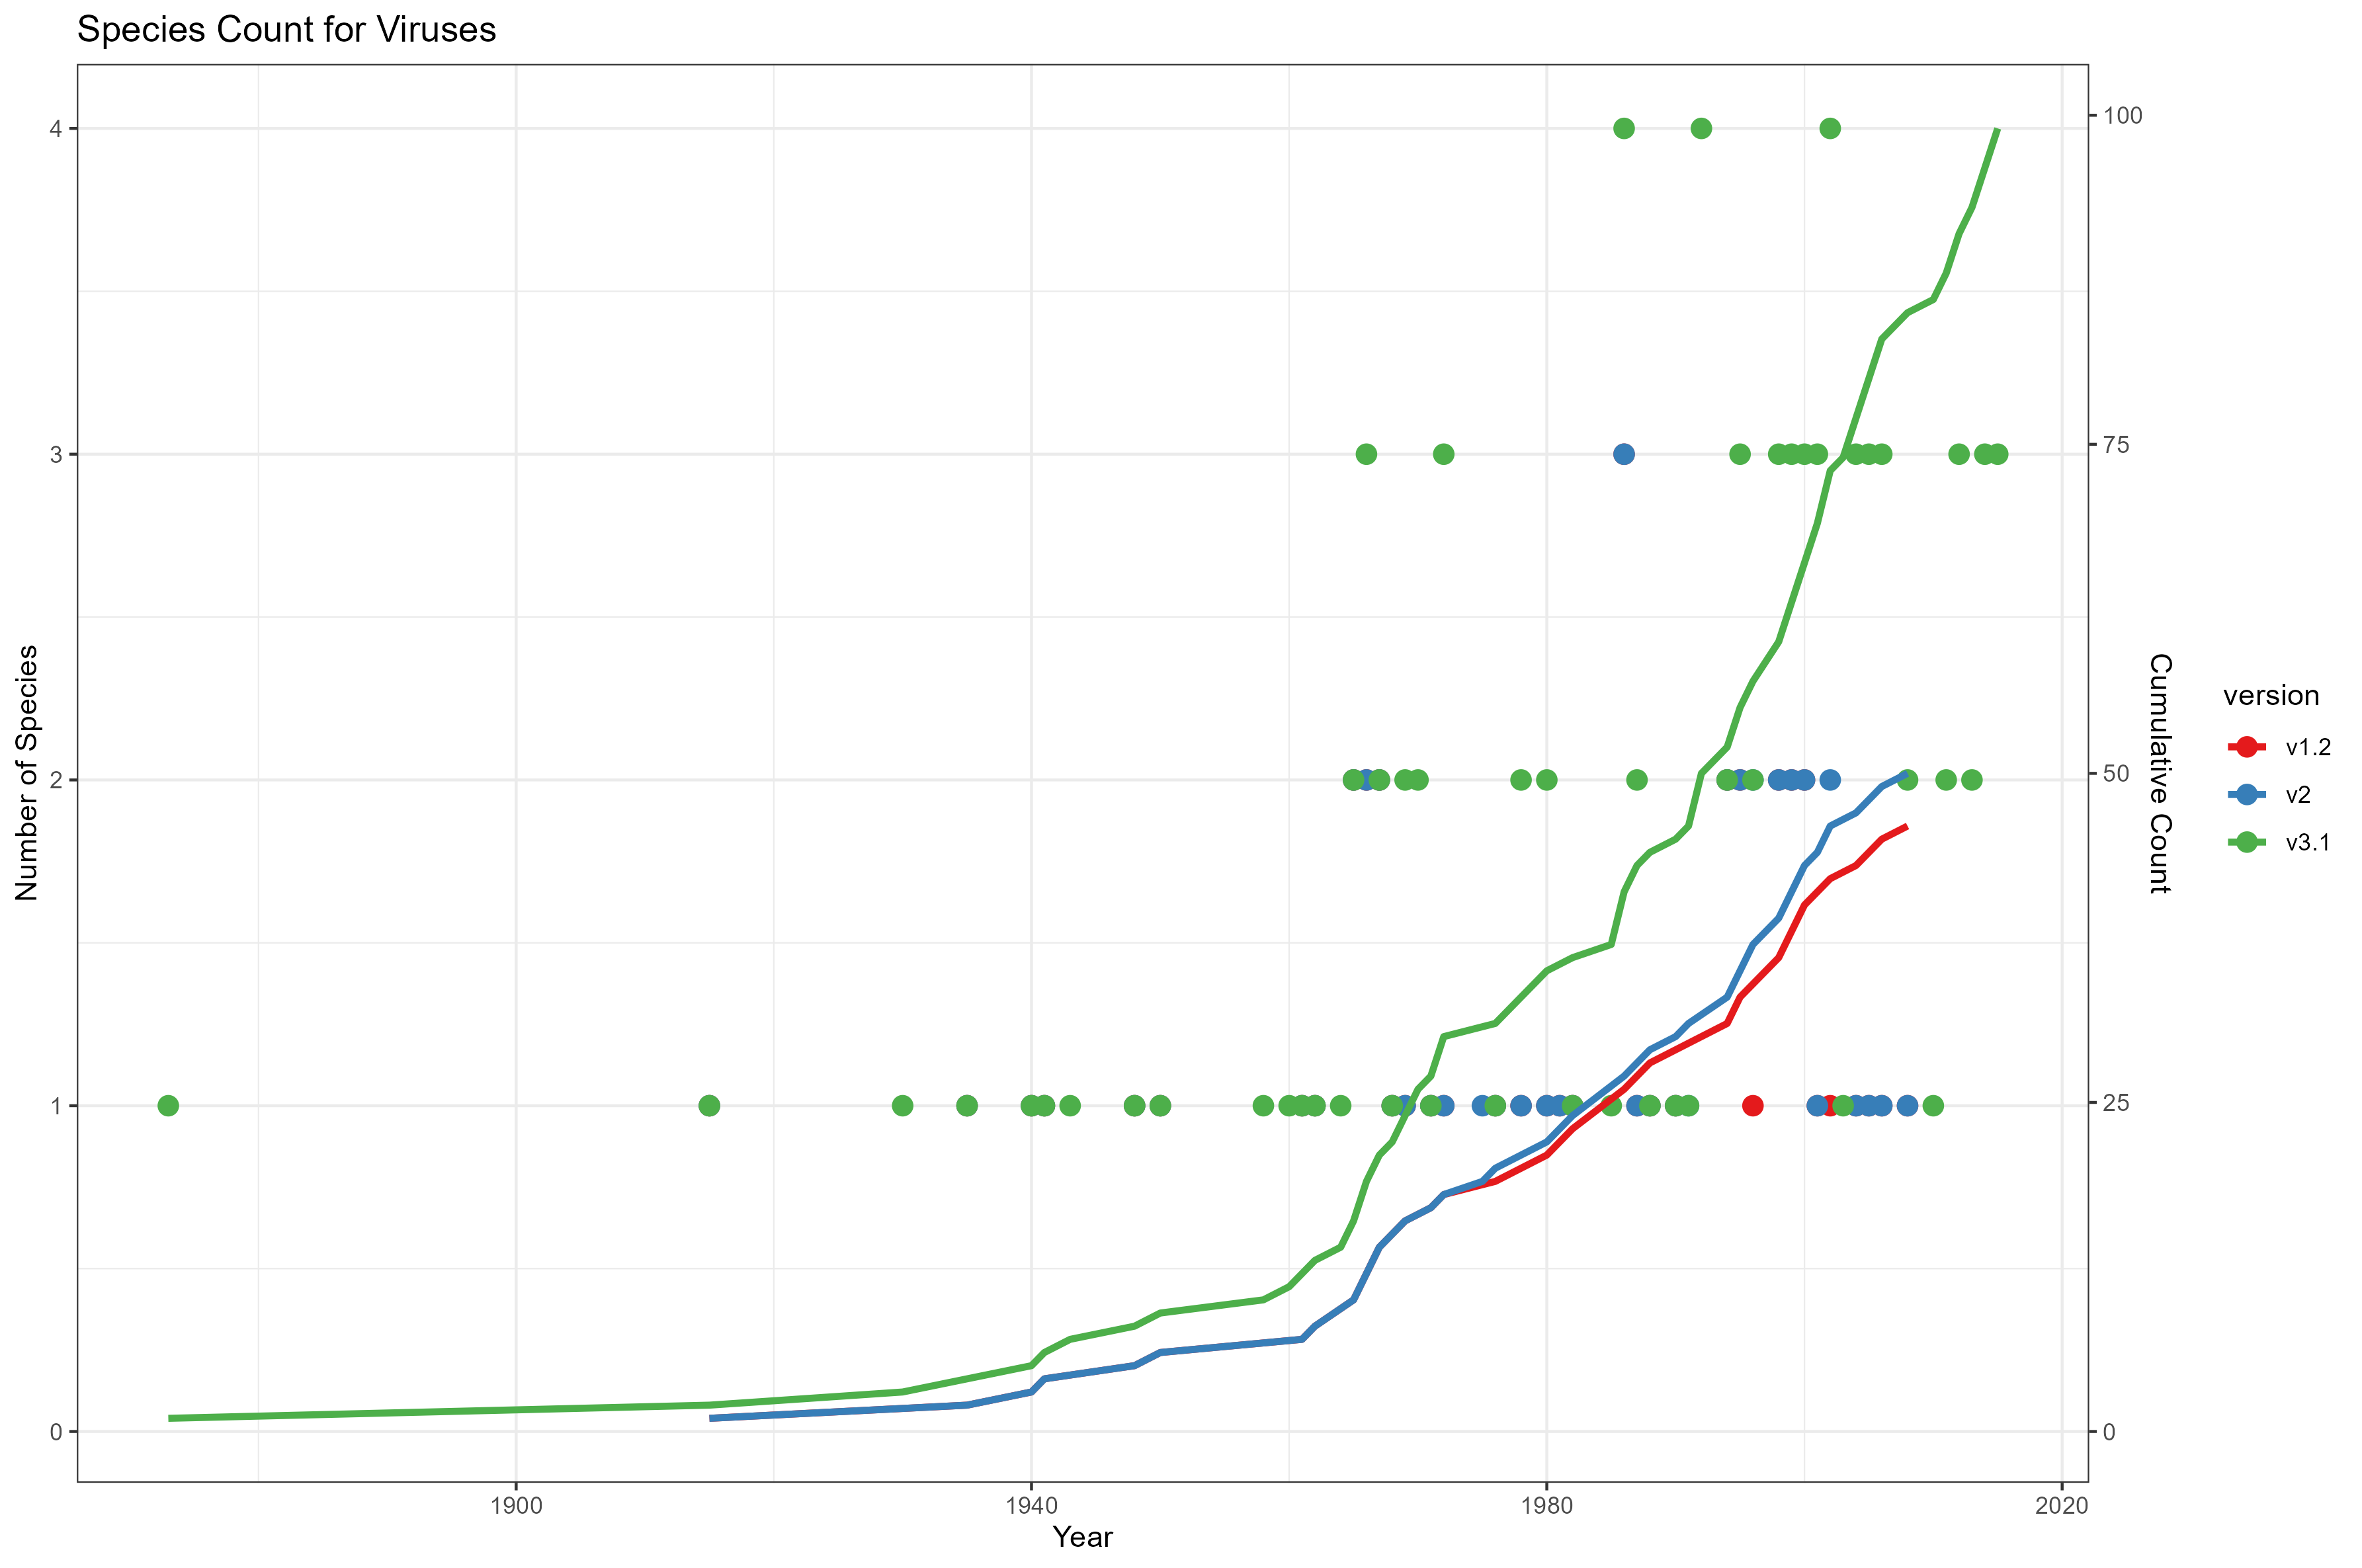 Species Count for Viruses
4
3
2
1
0
Number of Species
100
75
50
25
0
Cumulative Count
1900
1940
1980
2020
Year
version
v1.2
v2
v3.1